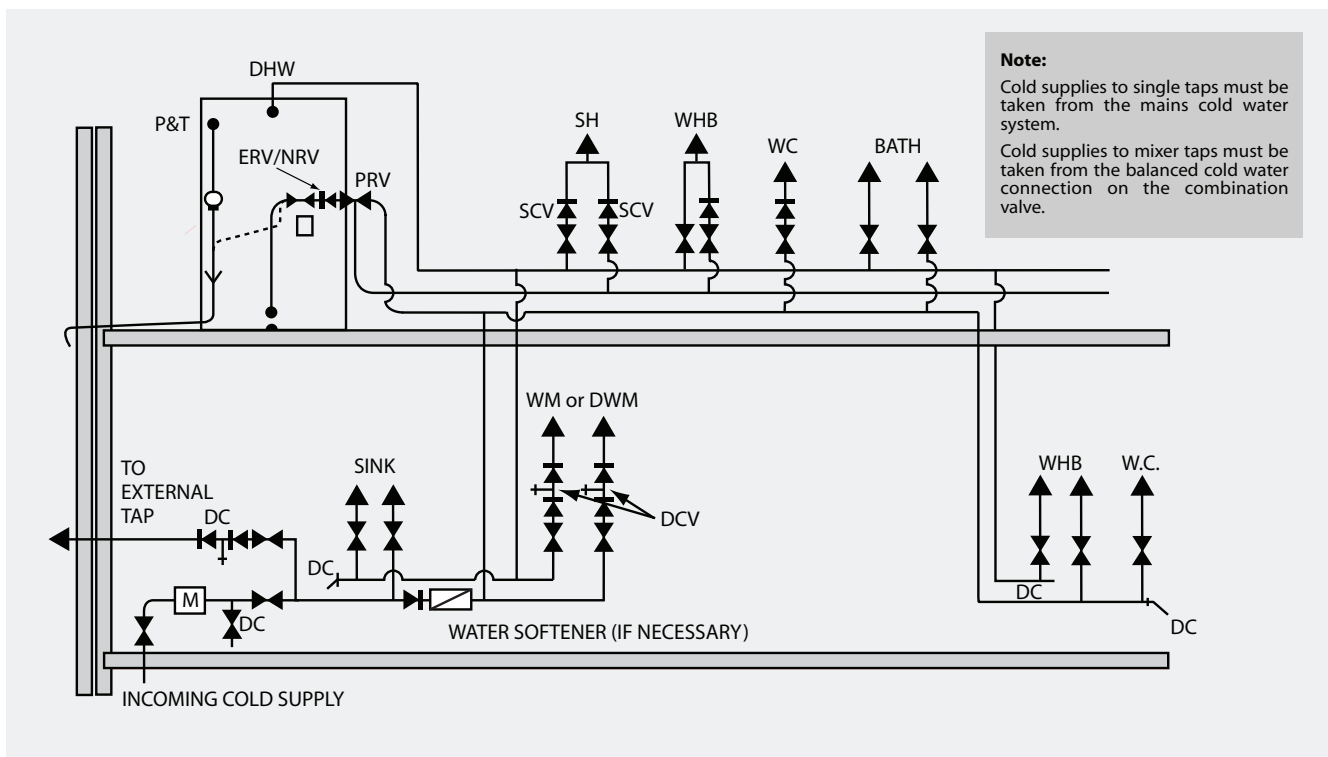 Note:
Cold supplies to single taps must be
taken from the mains cold water
system.
Cold supplies to mixer taps must be
taken from the balanced cold water
connection on the combination
valve.
DHW
P&T
ERV/NRV
PRV
SH
WHB
WC
BATH
SCV
SCV
WM or DWM
TO
EXTERNAL
TAP
SINK
WHB
W.C.
DC
DCV
DC
DC
M
DC
DC
WATER SOFTENER (IF NECESSARY)
INCOMING COLD SUPPLY